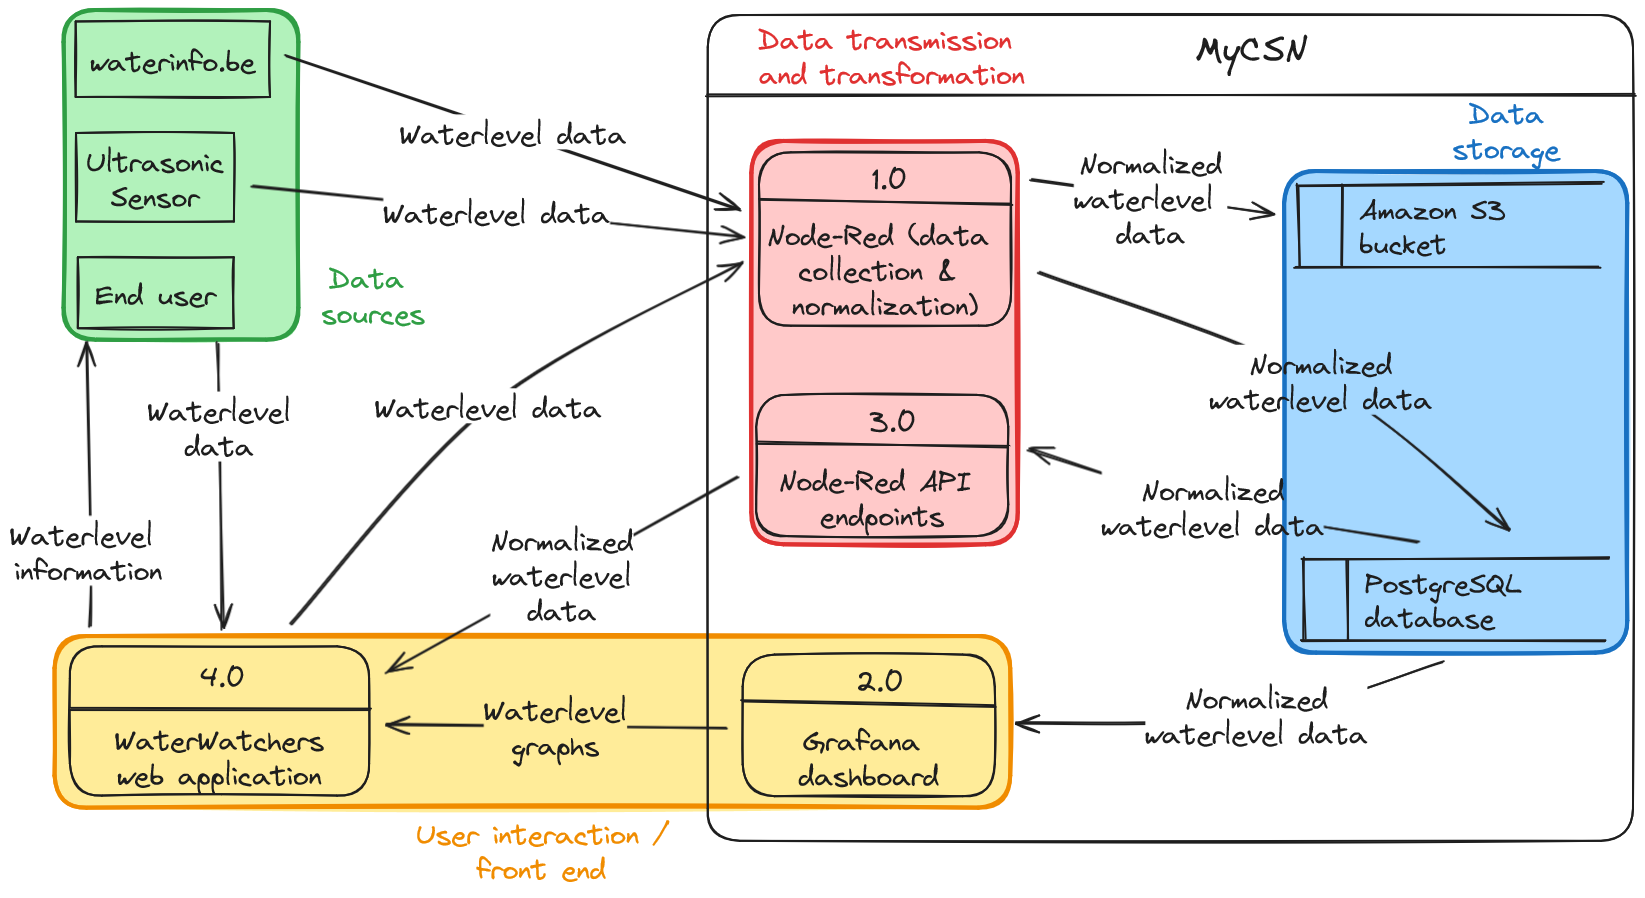 waterinfo.be
Ultrasonic
Sensor
End user
Data
sources
Waterlevel data
Waterlevel data
Waterlevel
data
Waterlevel data
Waterlevel
information
Data transmission
and transformation
MyCSN
1.0
Node-Red (data
collection &
normalization)
3.0
Node-Red API
endpoints
Normalized
waterlevel
data
Data
storage
Amazon S3
bucket
Normalized
waterlevel data
Normalized
waterlevel data
PostgreSQL
database
Normalized
waterlevel
data
Normalized
waterlevel data
4.0
WaterWatchers
web application
Waterlevel
graphs
2.0
Grafana
dashboard
User interaction /
front end